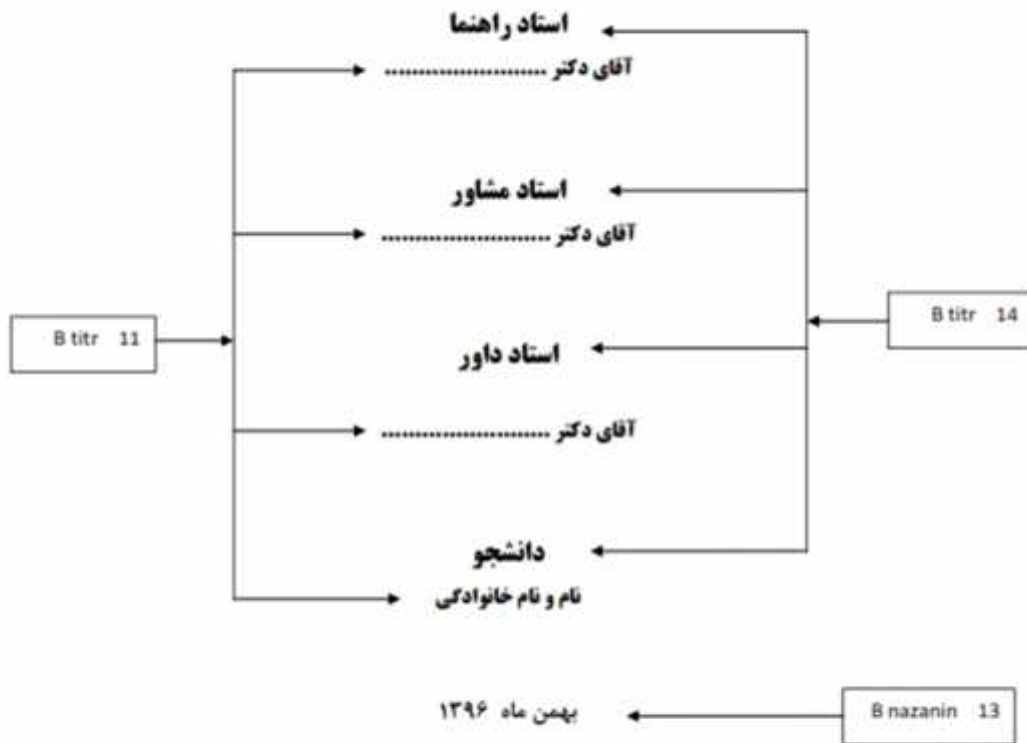 استاد راهنما
آقای دکتر .........................
استاد مشاور
آقای دکتر .........................
B titr 14
B titr 11
استاد داور
آقای دکتر .........................
دانشجو
نام و نام خانوادگی
بهمن ماه ۱۳۹۶
B nazanin 13